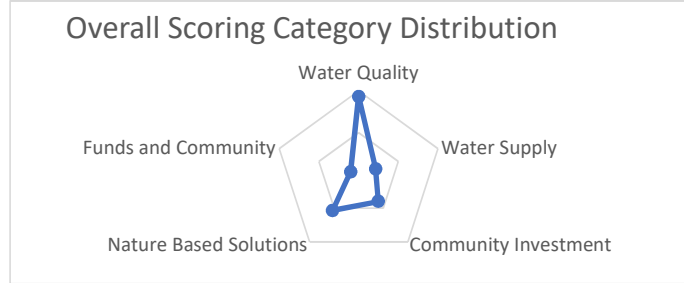 Overall Scoring Category Distribution
Water Quality
Funds and Community
Water Supply
Nature Based Solutions
Community Investment